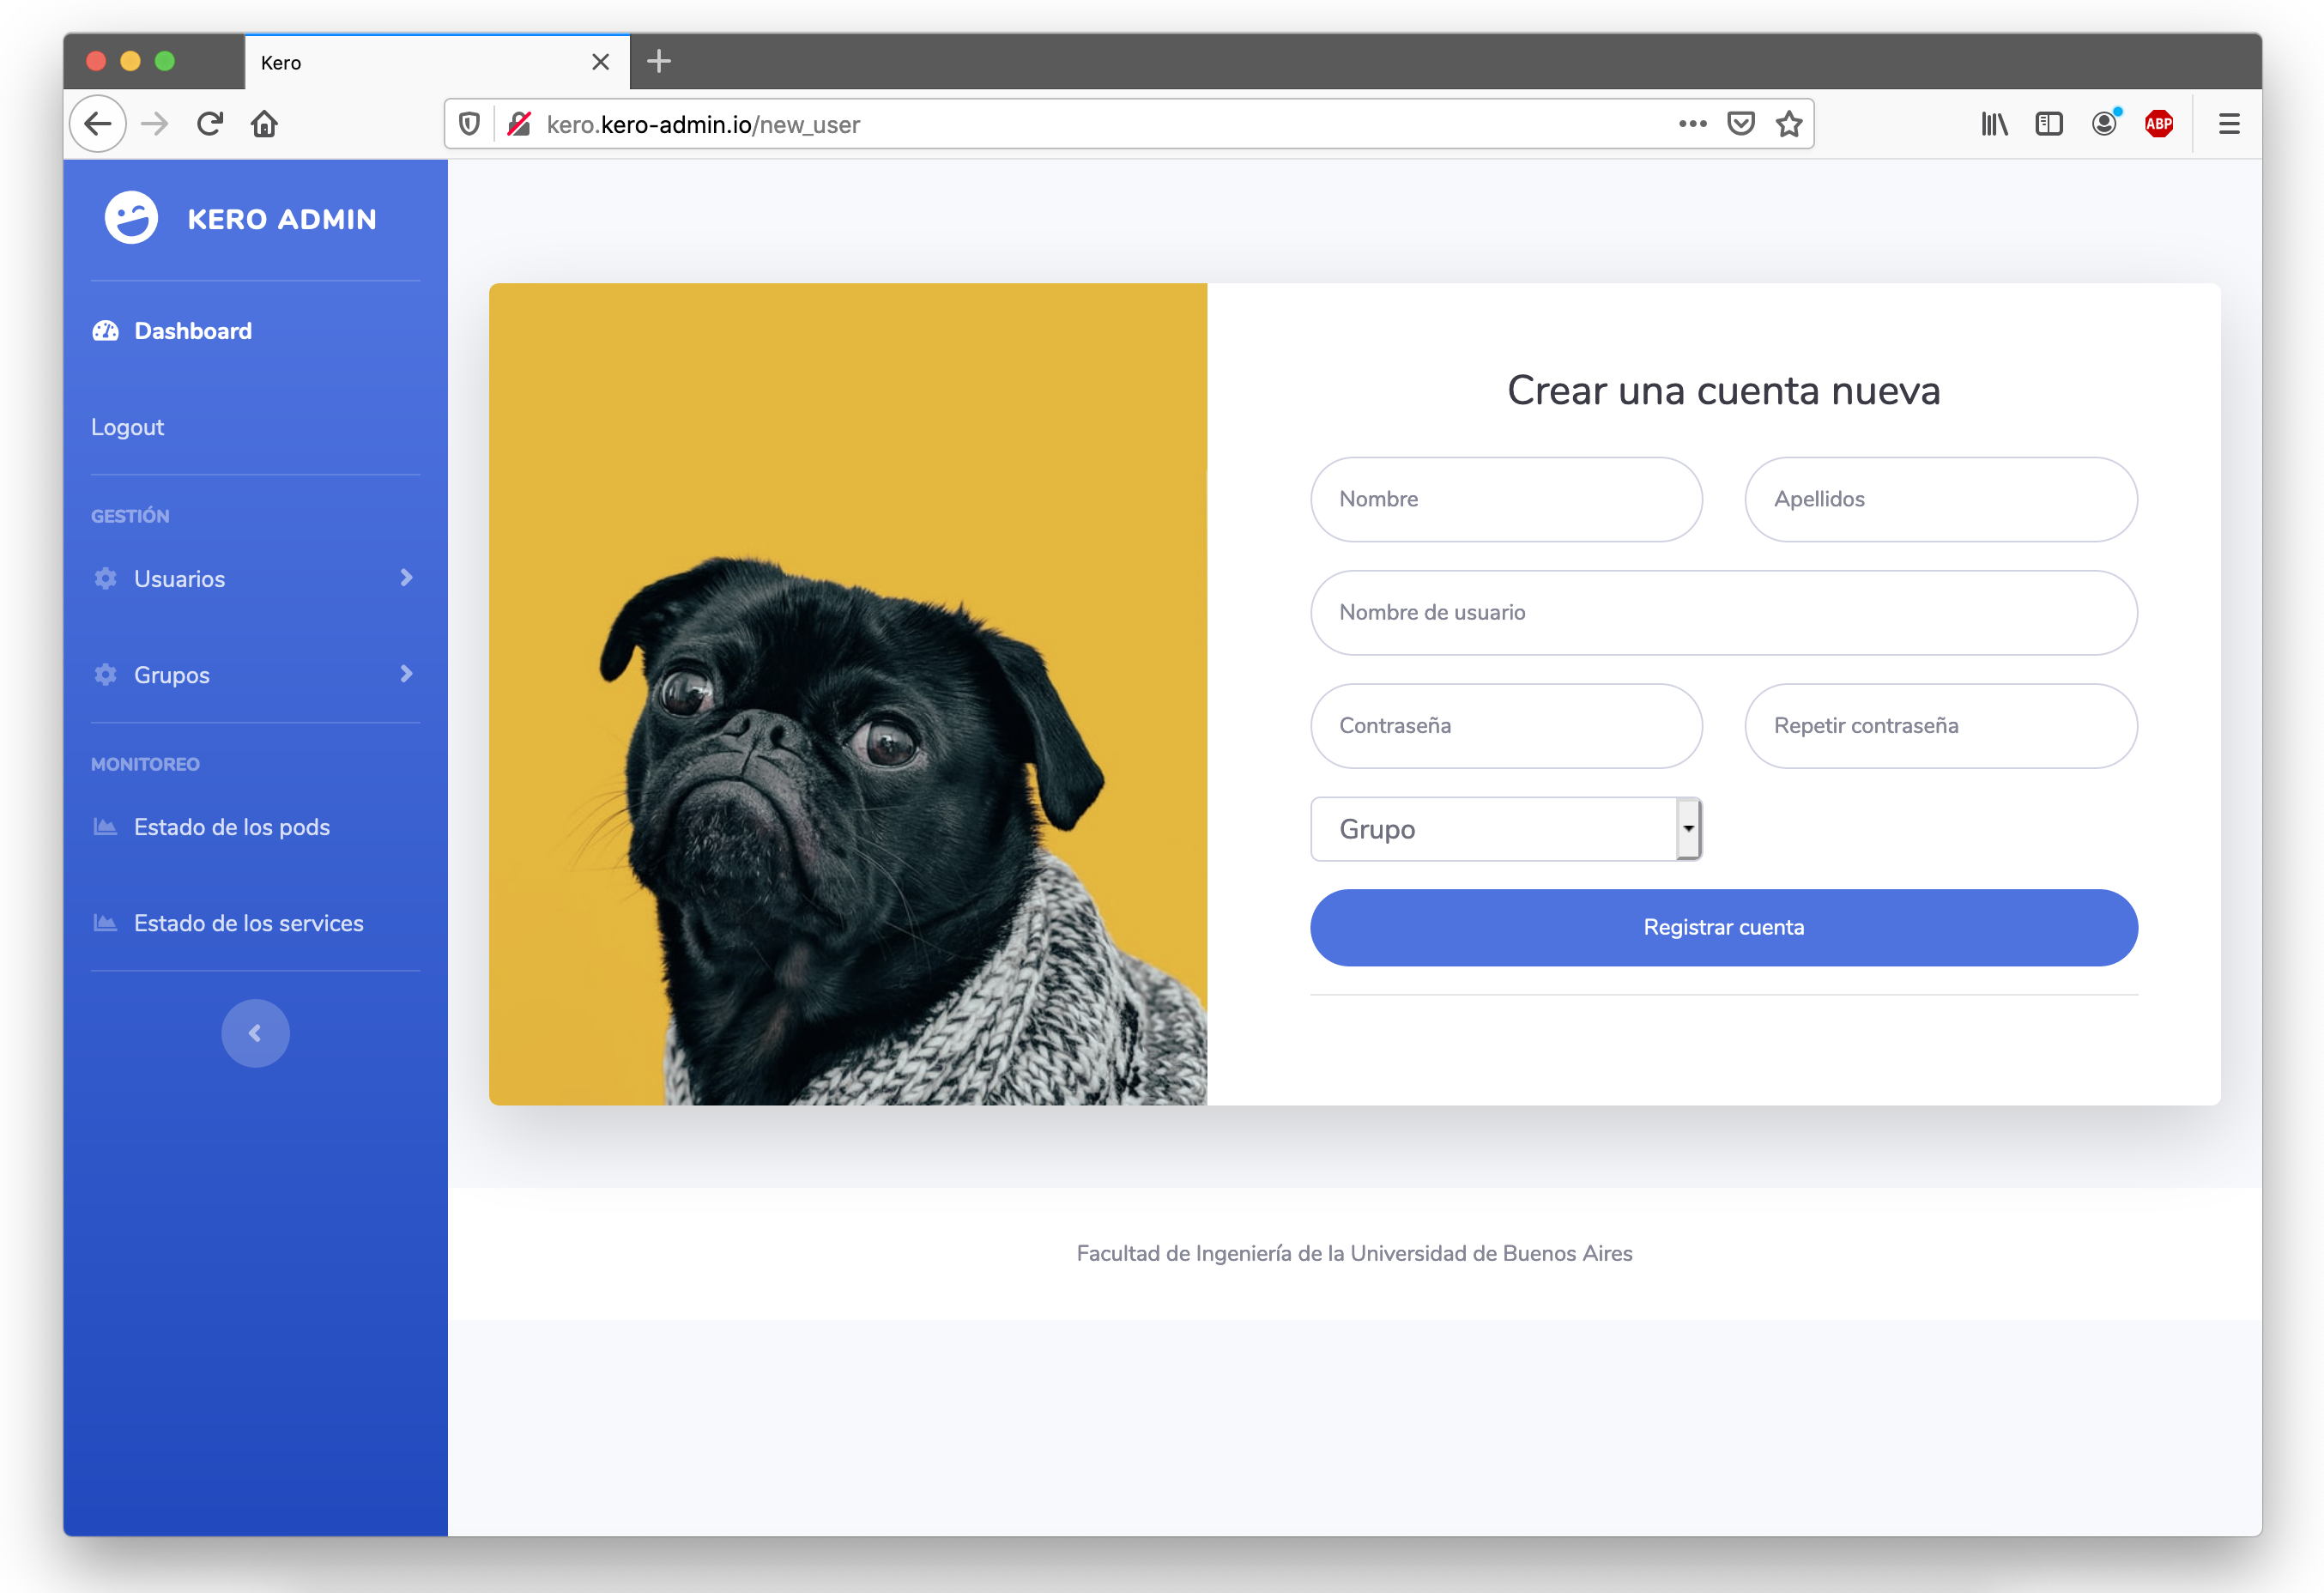 Kero
kero.kero-admin.io/new_user
ABP
KERO ADMIN
Dashboard
Logout
GESTIÓN
Usuarios
Grupos
MONITOREO
Estado de los pods
Estado de los services
Crear una cuenta nueva
Nombre
Apellidos
Nombre de usuario
Contraseña
Repetir contraseña
Grupo
Registrar cuenta
Facultad de Ingeniería de la Universidad de Buenos Aires